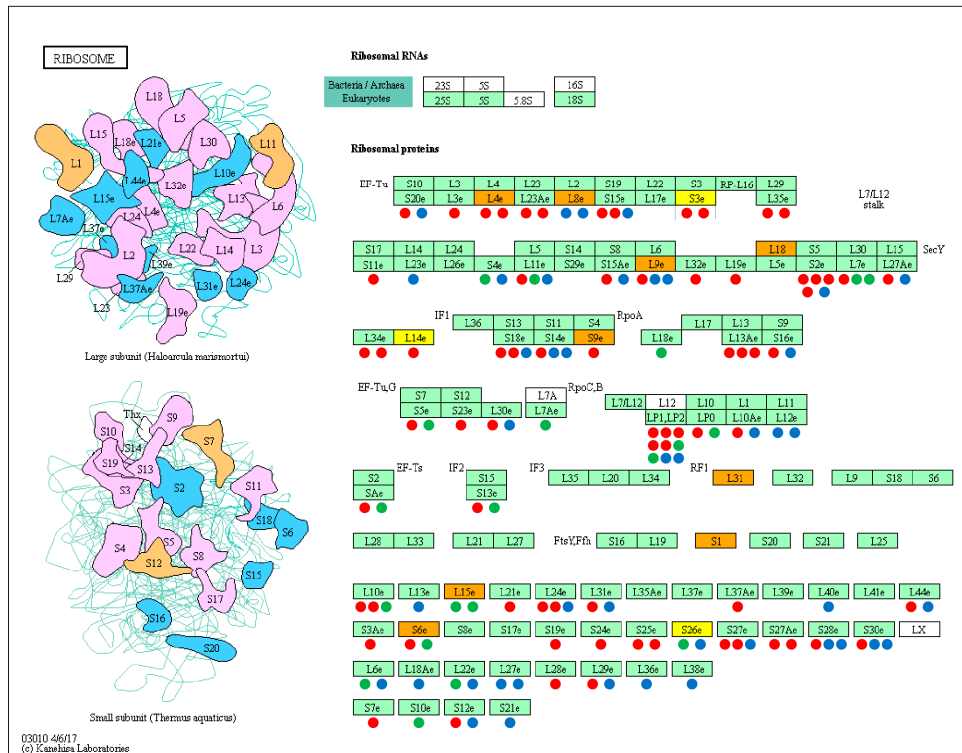 RIBOSOME
Ribosomal RNAs
Bacteria / Archaea 23S 5S 16S
Eukaryotes 25S 5S 5.8S 18S
Ribosomal proteins
EF-Tu S10 L3 L4 L23 L2 S19 L22 S3 RP-L16 L29
S20e L3e L4e L23Ae L8e S15e L17e S3e L35e
L7/L12
stalk
S17 L14 L24 L5 S14 S8 L6 L18 S5 L30 L15 SecY
S11e L23e L26e S4e L11e S29e S15Ae L9e L32e L19e L5e S2e L7e L27Ae
IF1 L36 S13 S11 S4 RpoA L17 L13 S9
L34e L14e S18e S14e S9e L18e L13Ae S16e
EF-Tu,G S7 S12 L7A RpoC,B L7/L12 L12 L10 L1 L11
S5e S23e L30e L7Ae LP1,LP2 LP0 L10Ae L12e
S2 EF-Ts S15 IF2 IF3 L35 L20 L34 RF1 L31 L32 L9 S18 S6
SAe S13e
L28 L33 L21 L27 FtsY,Ffh S16 L19 S1 S20 S21 L25
L10e L13e L15e L21e L24e L31e L35Ae L37e L37Ae L39e L40e L41e L44e
S3Ae S6e S8e S17e S19e S24e S25e S26e S27e S27Ae S28e S30e LX
L6e L18Ae L22e L27e L28e L29e L36e L38e
S7e S10e S12e S21e
L18
L5
L15 L18e L21e L30 L11
L1 L44e L10e
L32e
L15e L13
L7Ae L24 L4e L6
L37e
L2 L22 L14 L3
L29 L39e
L23 L37Ae L31e L24e
L19e
Large subunit (Haloarcula marismortui)
Thx S9
S10 S7
S14
S19 S13
S3 S2 S11
S18 S6
S4 S5 S8
S12
S15
S17
S16
S20
Small subunit (Thermus aquaticus)
03010 4/6/17
(c) Kanehisa Laboratories